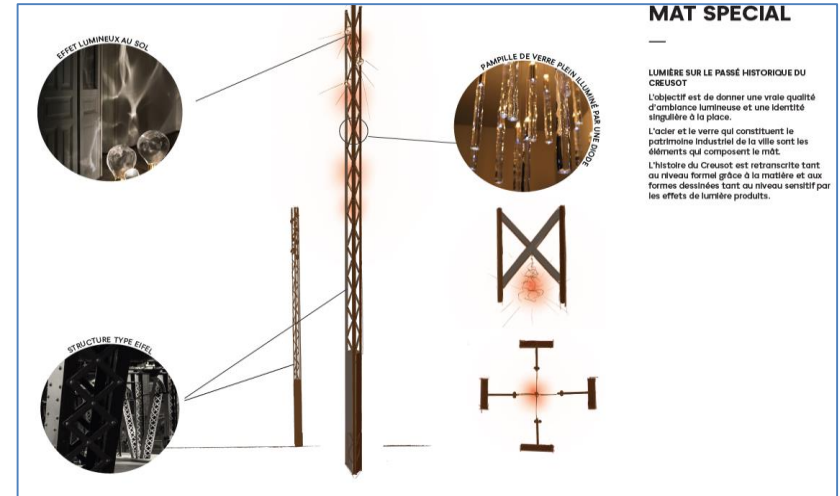 MAT SPECIAL
LUMIÈRE SUR LE PASSÉ HISTORIQUE DU
CREUSOT
L'objectif est de donner une vraie qualité
d'ambiance lumineuse et une identité
singulière à la place.
L'acier et le verre qui constituent le
patrimoine industriel de la ville sont les
éléments qui composent le mât.
L'histoire du Creusot est retranscrite tant
au niveau formel grâce à la matière et aux
formes dessinées tant au niveau sensitif par
les effets de lumière produits.
EFFET LUMINEUX AU SOL
PAMPILLE DE VERRE PLEIN ILLUMINÉ PAR UNE DIODE
STRUCTURE TYPE EIFEL